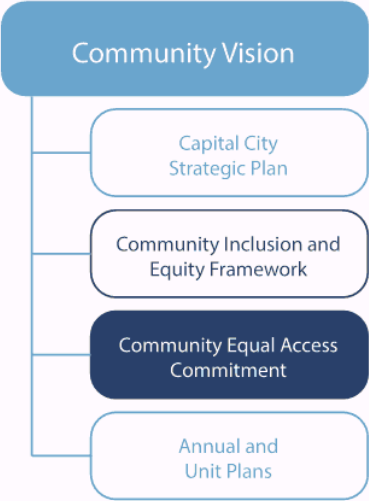 Community Vision
Capital City
Strategic Plan
Community Inclusion and
Equity Framework
Community Equal Access
Commitment
Annual and
Unit Plans